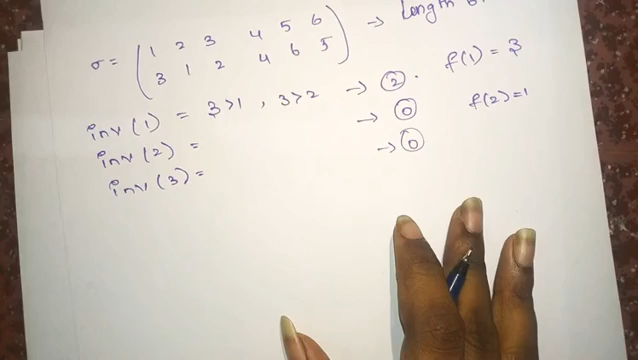 σ = ( 1 2 3 4 5 6 ) → Length 6.
( 3 1 2 4 6 5 )
inv (1) = 3>1 , 3>2 → 2 . f(1) = 3
inv (2) = → 0 f(2)=1
inv (3) = → 0